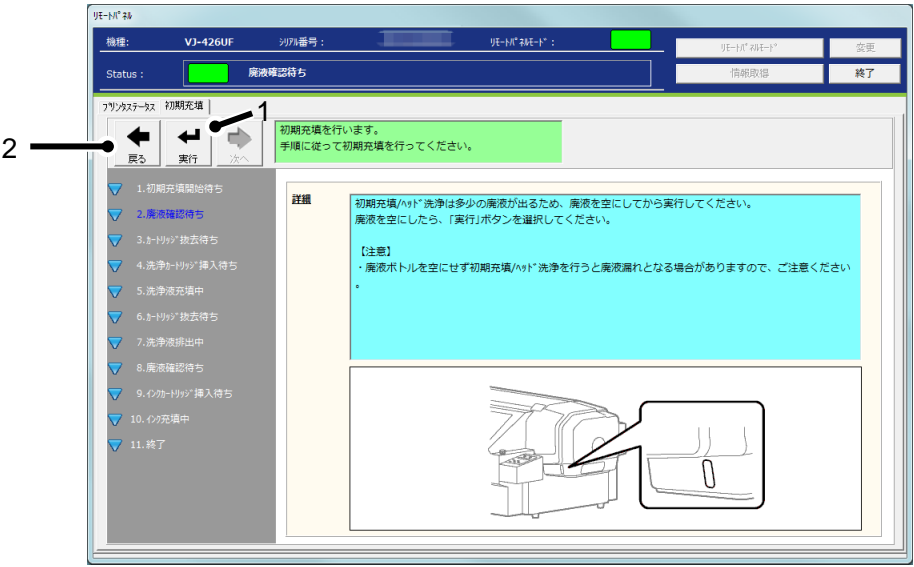 ﾘﾓｰﾄﾊﾟﾈﾙ
機種: VJ-426UF ｼﾘｱﾙ番号 : ﾘﾓｰﾄﾊﾟﾈﾙﾓｰﾄﾞ :
ﾘﾓｰﾄﾊﾟﾈﾙﾓｰﾄﾞ 変更
Status : 廃液確認待ち
情報取得 終了
ﾌﾟﾘﾝﾀｽﾃｰﾀｽ 初期充填
1
2
戻る 実行 次へ
初期充填を行います。
手順に従って初期充填を行ってください。
1.初期充填開始待ち
2.廃液確認待ち
3.ｶｰﾄﾘｯｼﾞ抜去待ち
4.洗浄ｶｰﾄﾘｯｼﾞ挿入待ち
5.洗浄液充填中
6.ｶｰﾄﾘｯｼﾞ抜去待ち
7.洗浄液排出中
8.廃液確認待ち
9.ｲﾝｸｶｰﾄﾘｯｼﾞ挿入待ち
10.ｲﾝｸ充填中
11.終了
詳細
初期充填/ﾍｯﾄﾞ洗浄は多少の廃液が出るため、廃液を空にしてから実行してください。
廃液を空にしたら、「実行」ボタンを選択してください。
【注意】
・廃液ボトルを空にせず初期充填/ﾍｯﾄﾞ洗浄を行うと廃液漏れとなる場合がありますので、ご注意ください
。